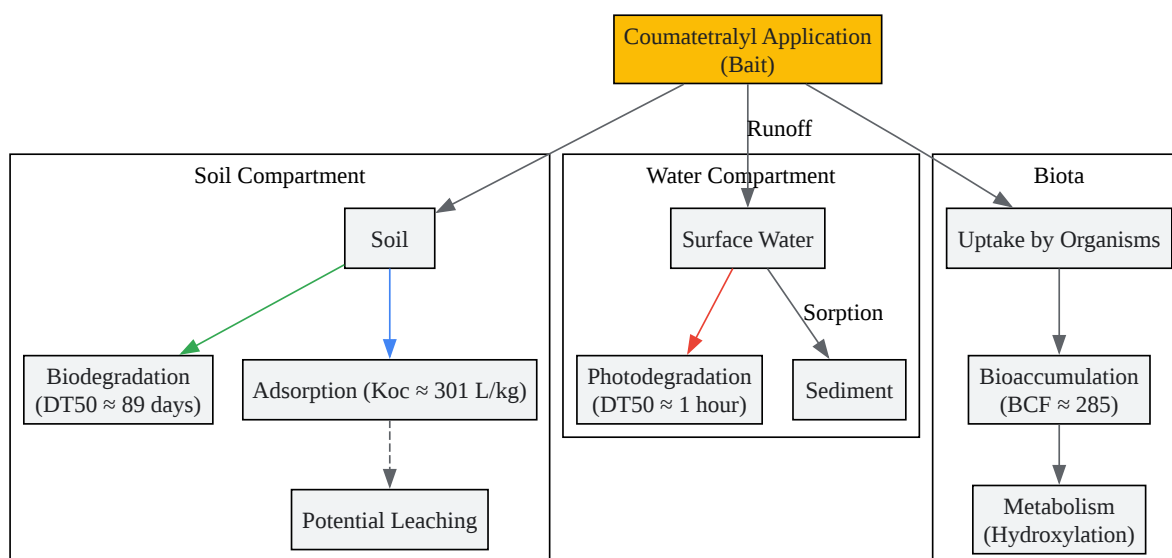 Coumatetralyl Application
(Bait)
Runoff
Soil Compartment
Water Compartment
Biota
Soil
Surface Water
Uptake by Organisms
Sorption
Biodegradation
(DT50 ≈ 89 days)
Adsorption (Koc ≈ 301 L/kg)
Photodegradation
(DT50 ≈ 1 hour)
Sediment
Bioaccumulation
(BCF ≈ 285)
Potential Leaching
Metabolism
(Hydroxylation)